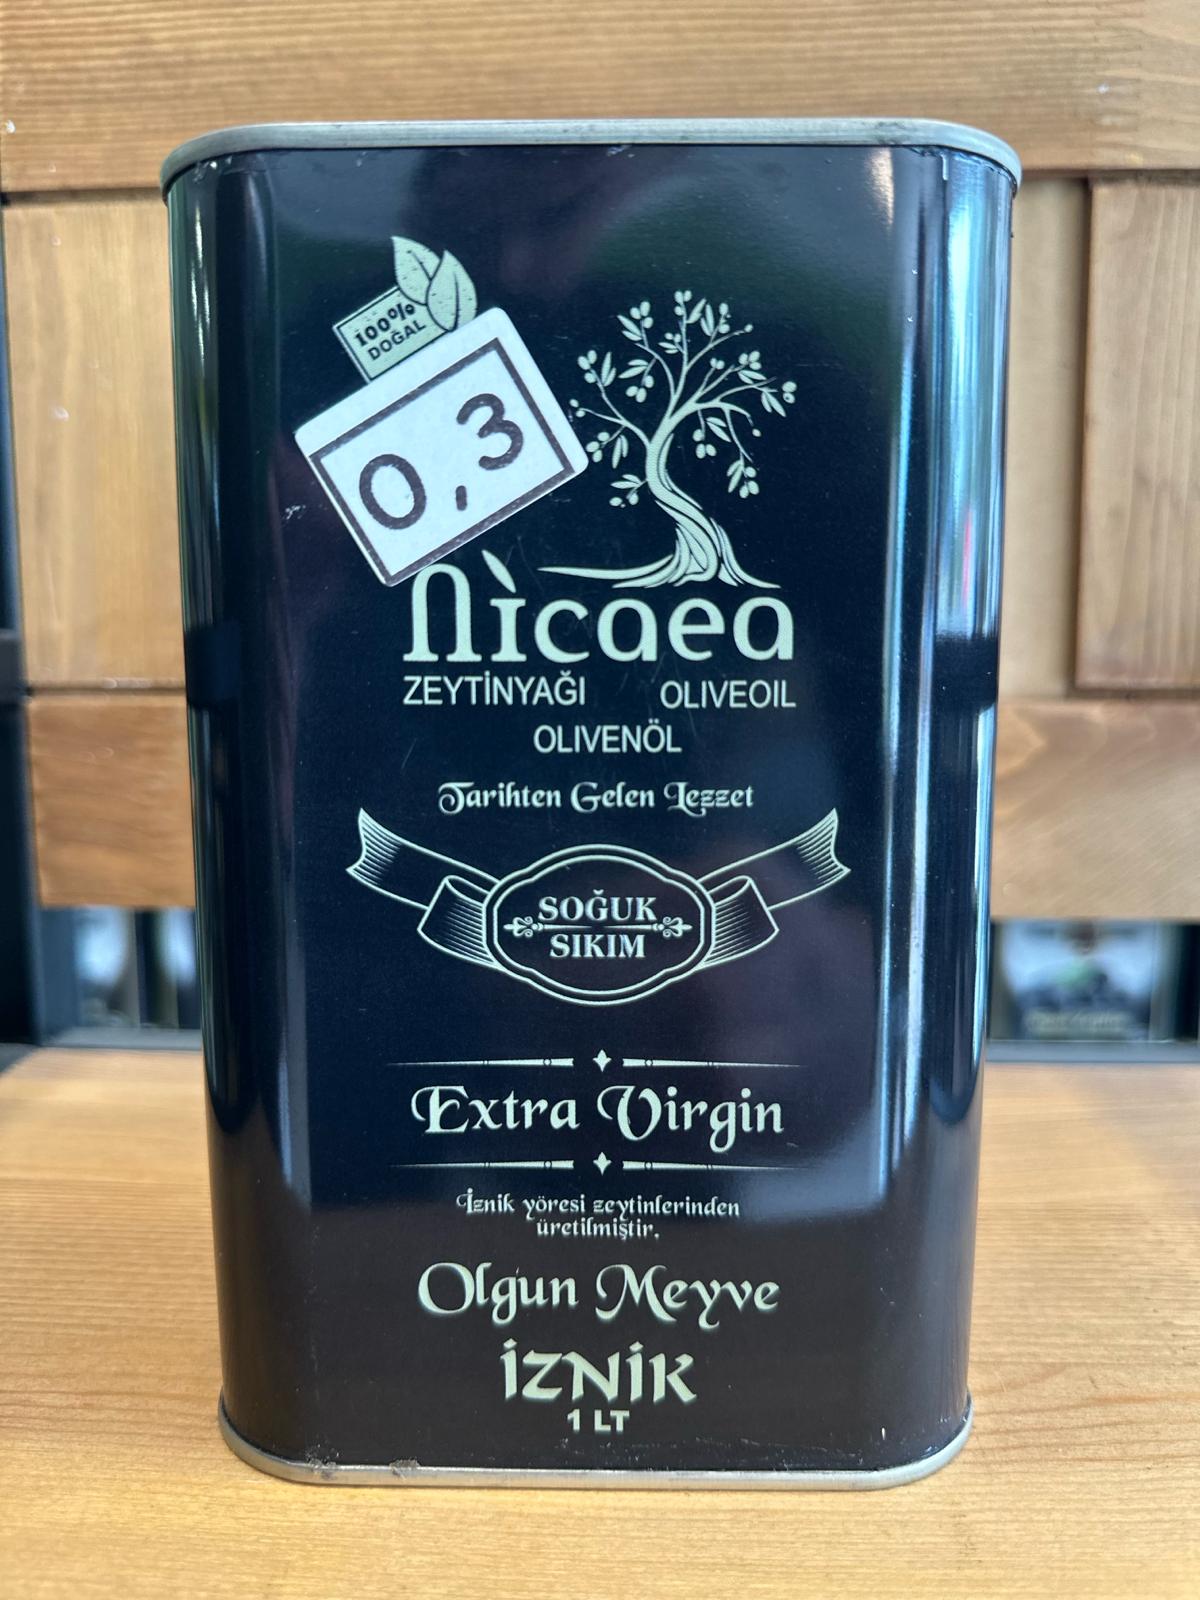 100%
DOĞAL
0,3
nicaea
ZEYTİNYAĞI OLIVEOIL
OLIVENÖL
Tarihten Gelen Lezzet
SOĞUK
SIKIM
Extra Virgin
İznik yöresi zeytinlerinden
üretilmiştir.
Olgun Meyve
İZNİK
1 LT